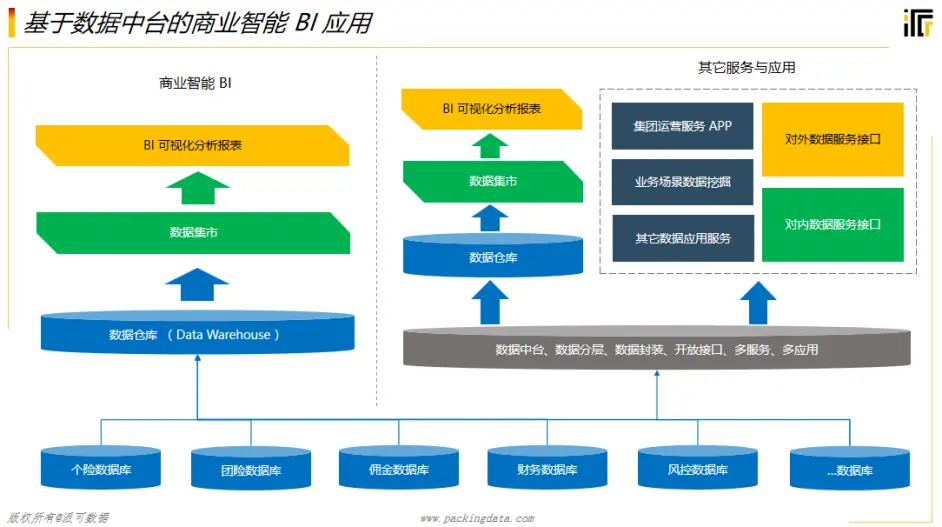 基于数据中台的商业智能 BI 应用
商业智能 BI
BI 可视化分析报表
数据集市
数据仓库 （Data Warehouse）
BI 可视化分析报表
数据集市
数据仓库
其它服务与应用
集团运营服务 APP
业务场景数据挖掘
其它数据应用服务
对外数据服务接口
对内数据服务接口
数据中台、数据分层、数据封装、开放接口、多服务、多应用
个险数据库
团险数据库
佣金数据库
财务数据库
风控数据库
...数据库
版权所有@派可数据
www.packingdata.com